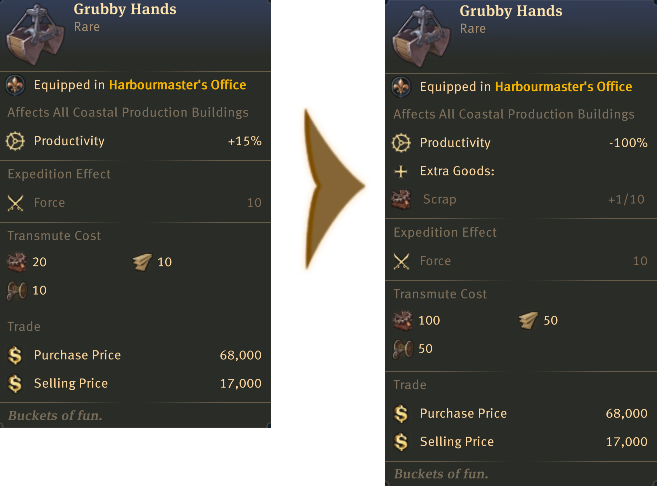 Grubby Hands
Rare
Equipped in Harbourmaster's Office
Affects All Coastal Production Buildings
Productivity +15%
Expedition Effect
Force 10
Transmute Cost
20 10
10
Trade
Purchase Price 68,000
Selling Price 17,000
Buckets of fun.
Grubby Hands
Rare
Equipped in Harbourmaster's Office
Affects All Coastal Production Buildings
Productivity -100%
Extra Goods:
Scrap +1/10
Expedition Effect
Force 10
Transmute Cost
100 50
50
Trade
Purchase Price 68,000
Selling Price 17,000
Buckets of fun.